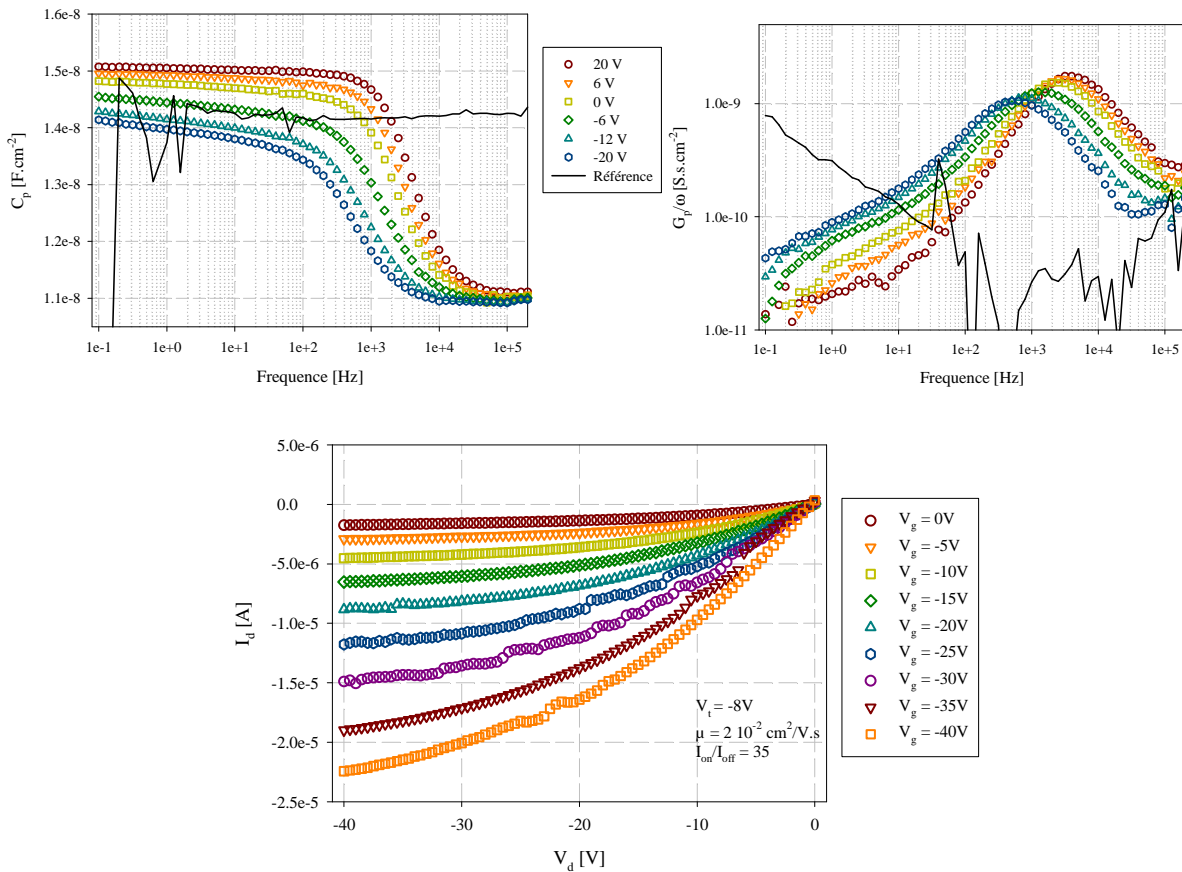 1.6e-8
1.5e-8
1.4e-8
1.3e-8
1.2e-8
1.1e-8
C_p [F.cm^-2]
1e-1 1e+0 1e+1 1e+2 1e+3 1e+4 1e+5
Frequence [Hz]
20 V
6 V
0 V
-6 V
-12 V
-20 V
Référence
1.0e-9
1.0e-10
1.0e-11
G_p/ω [S.s.cm^-2]
1e-1 1e+0 1e+1 1e+2 1e+3 1e+4 1e+5
Frequence [Hz]
5.0e-6
0.0
-5.0e-6
-1.0e-5
-1.5e-5
-2.0e-5
-2.5e-5
I_d [A]
V_t = -8V
μ = 2 10^-2 cm^2/V.s
I_on/I_off = 35
-40 -30 -20 -10 0
V_d [V]
V_g = 0V
V_g = -5V
V_g = -10V
V_g = -15V
V_g = -20V
V_g = -25V
V_g = -30V
V_g = -35V
V_g = -40V